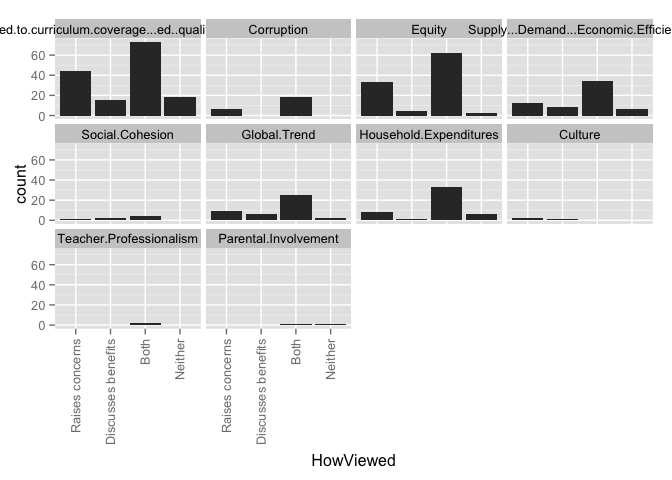 ed.to.curriculum.coverage...ed..quali
Corruption
Equity
Supply...Demand...Economic.Efficie
60
40
20
0
Social.Cohesion
Global.Trend
Household.Expenditures
Culture
60
40
20
0
Teacher.Professionalism
Parental.Involvement
60
40
20
0
count
Raises concerns
Discusses benefits
Both
Neither
Raises concerns
Discusses benefits
Both
Neither
HowViewed